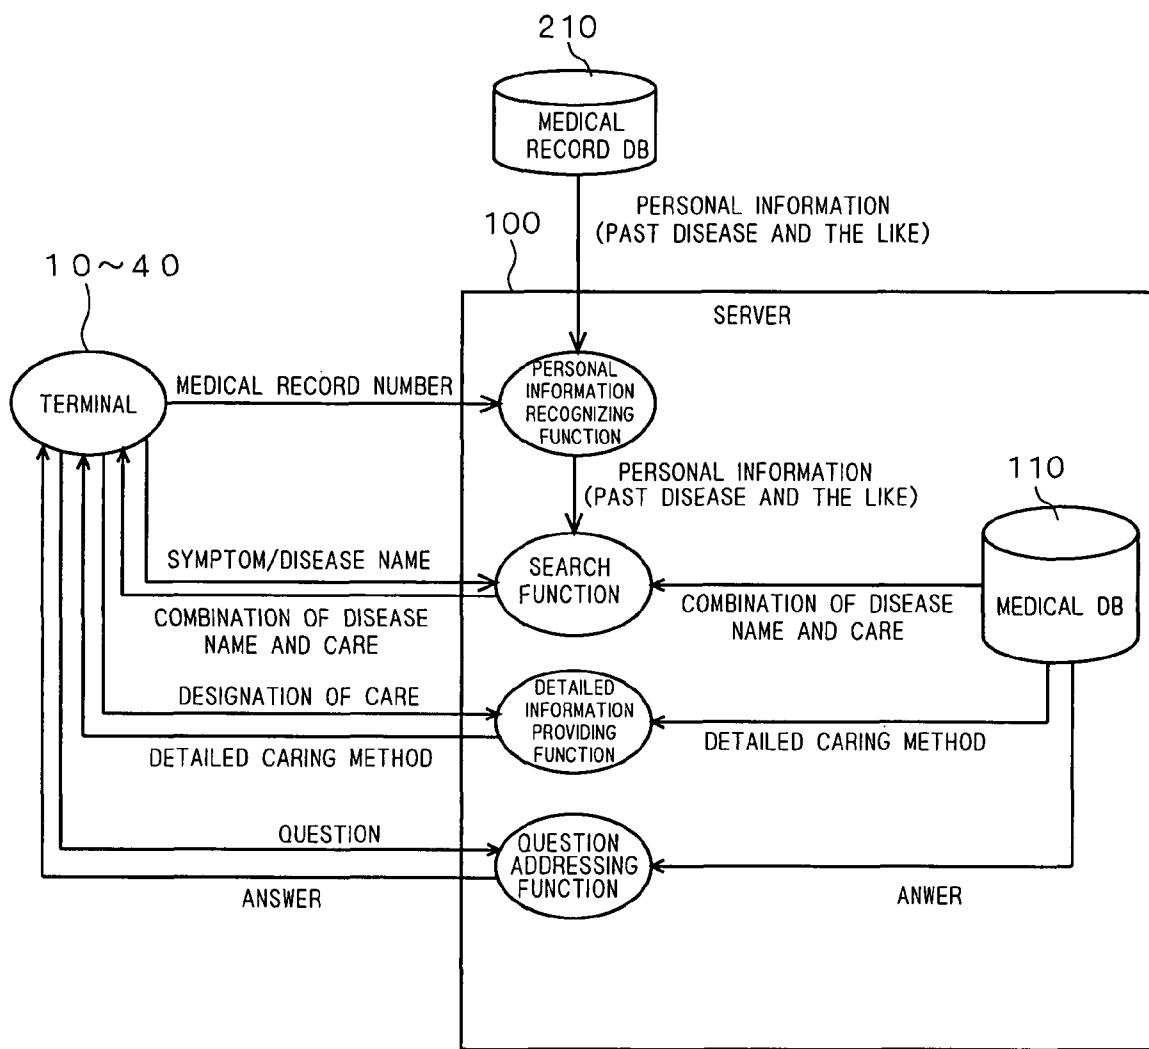 210
MEDICAL
RECORD DB
PERSONAL INFORMATION
(PAST DISEASE AND THE LIKE)
100
10~40
SERVER
TERMINAL
MEDICAL RECORD NUMBER
PERSONAL
INFORMATION
RECOGNIZING
FUNCTION
PERSONAL INFORMATION
(PAST DISEASE AND THE LIKE)
110
SYMPTOM/DISEASE NAME
SEARCH
FUNCTION
COMBINATION OF DISEASE
NAME AND CARE
COMBINATION OF DISEASE
NAME AND CARE
MEDICAL DB
DESIGNATION OF CARE
DETAILED
INFORMATION
PROVIDING
FUNCTION
DETAILED CARING METHOD
DETAILED CARING METHOD
QUESTION
QUESTION
ADDRESSING
FUNCTION
ANSWER
ANWER